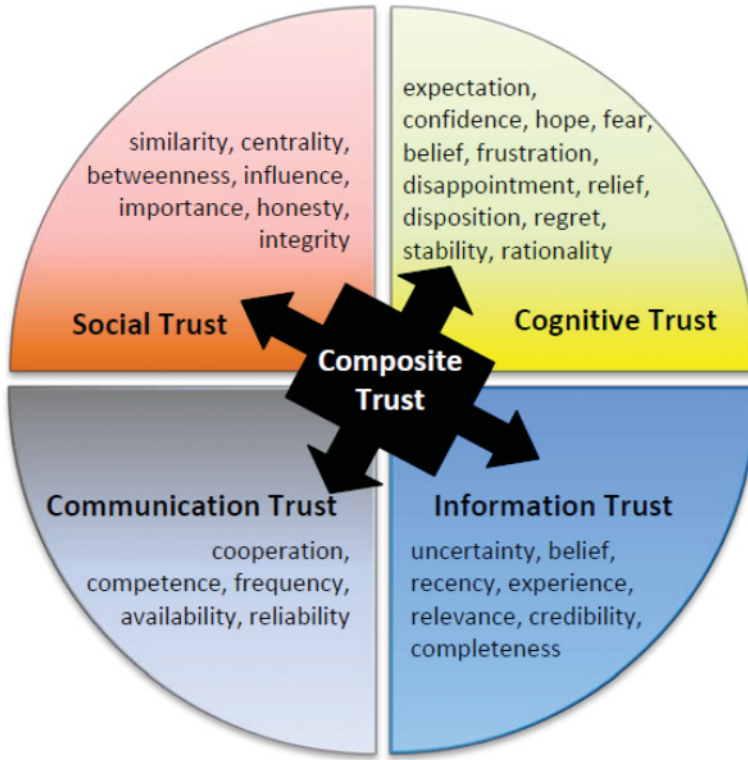 similarity, centrality,
betweenness, influence,
importance, honesty,
integrity
Social Trust
expectation,
confidence, hope, fear,
belief, frustration,
disappointment, relief,
disposition, regret,
stability, rationality
Cognitive Trust
Composite
Trust
Communication Trust
cooperation,
competence, frequency,
availability, reliability
Information Trust
uncertainty, belief,
recency, experience,
relevance, credibility,
completeness